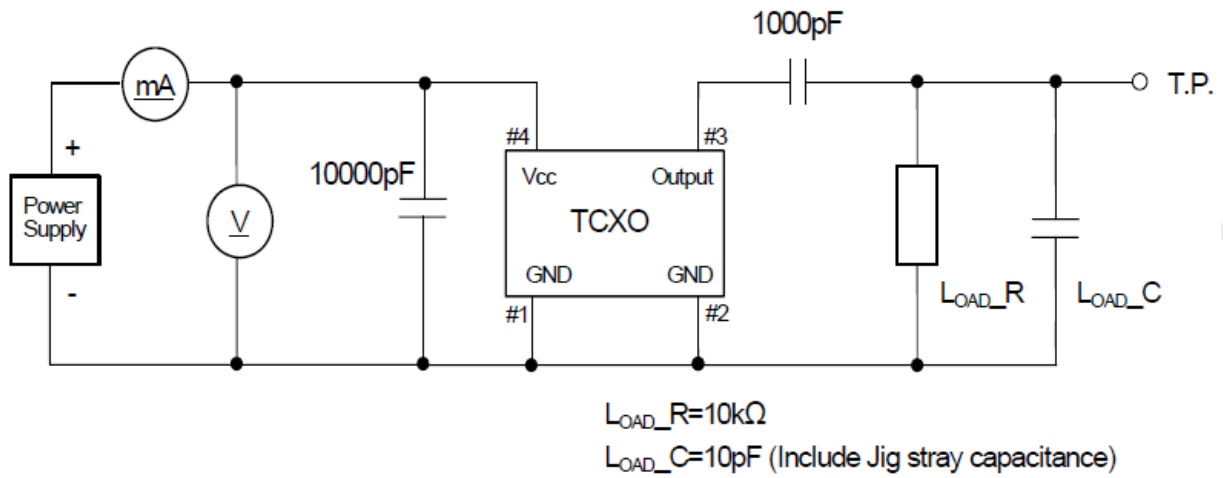 1000pF
mA
T.P.
+
#4
#3
10000pF
Vcc
Output
Power
Supply
V
TCXO
GND
GND
-
#1
#2
LOAD_R
LOAD_C
LOAD_R=10kΩ
LOAD_C=10pF (Include Jig stray capacitance)